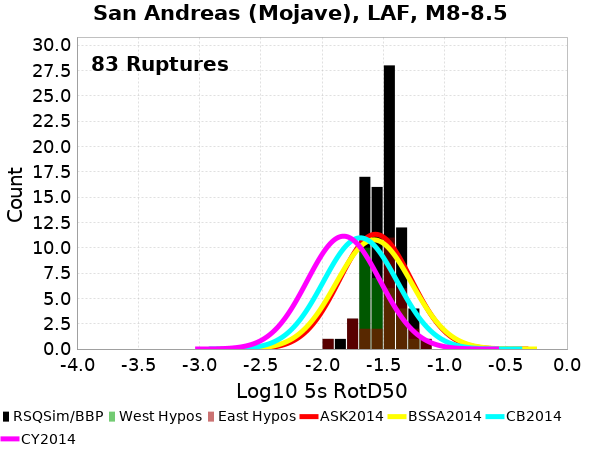 San Andreas (Mojave), LAF, M8-8.5
83 Ruptures
Count
30.0
27.5
25.0
22.5
20.0
17.5
15.0
12.5
10.0
7.5
5.0
2.5
0.0
-4.0 -3.5 -3.0 -2.5 -2.0 -1.5 -1.0 -0.5 0.0
Log10 5s RotD50
RSQSim/BBP West Hypos East Hypos ASK2014 BSSA2014 CB2014
CY2014